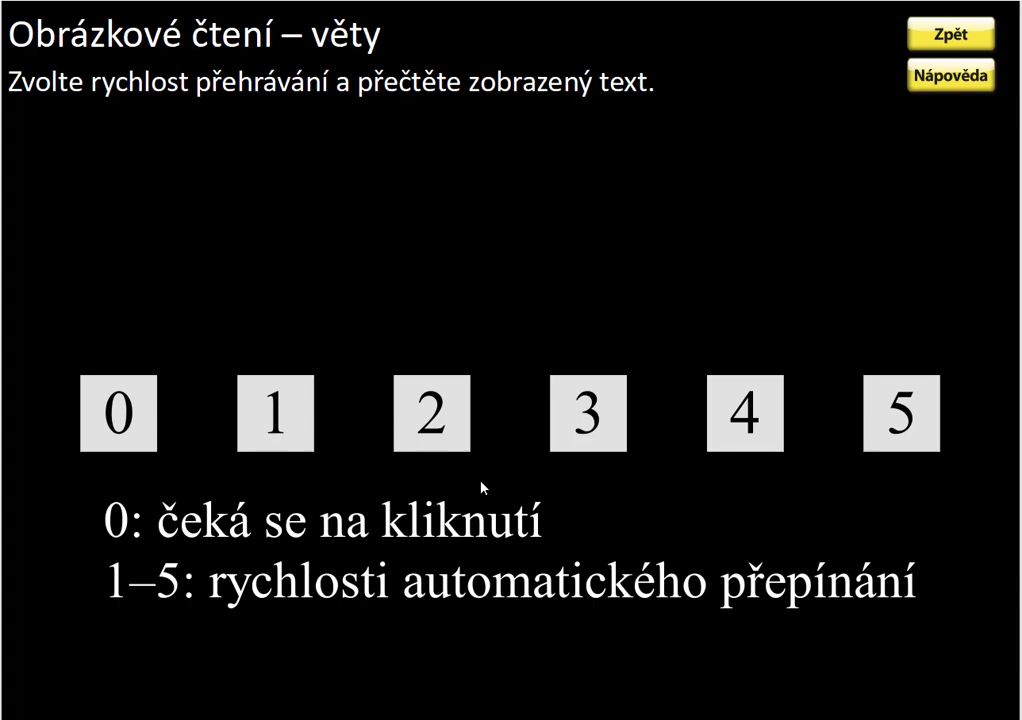 Obrázkové čtení – věty
Zpět
Zvolte rychlost přehrávání a přečtěte zobrazený text.
Nápověda
0 1 2 3 4 5
0: čeká se na kliknutí
1–5: rychlosti automatického přepínání